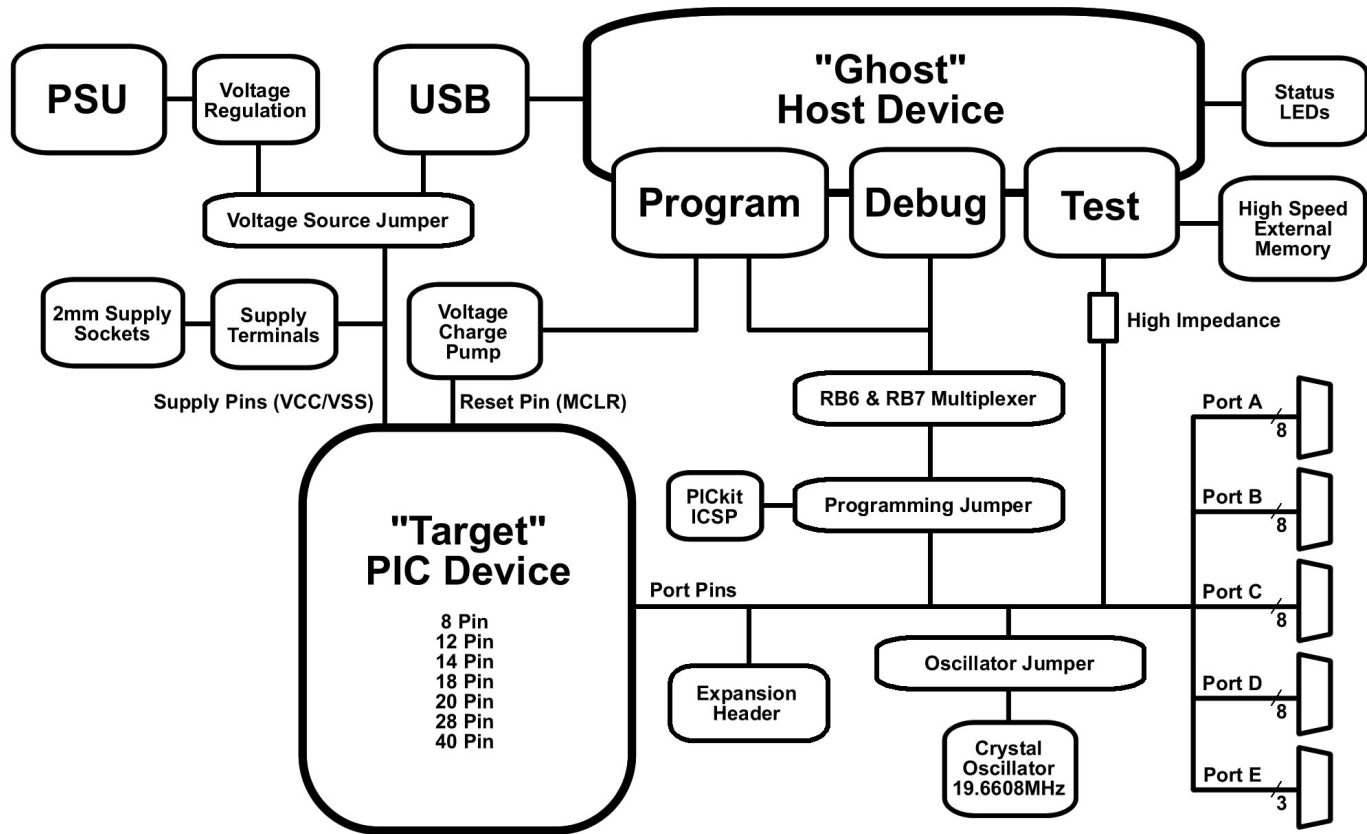 PSU
Voltage
Regulation
USB
"Ghost"
Host Device
Status
LEDs
Program
Debug
Test
High Speed
External
Memory
Voltage Source Jumper
2mm Supply
Sockets
Supply
Terminals
Voltage
Charge
Pump
High Impedance
Supply Pins (VCC/VSS)
Reset Pin (MCLR)
RB6 & RB7 Multiplexer
PICkit
ICSP
Programming Jumper
"Target"
PIC Device
8 Pin
12 Pin
14 Pin
18 Pin
20 Pin
28 Pin
40 Pin
Port Pins
Expansion
Header
Oscillator Jumper
Crystal
Oscillator
19.6608MHz
Port A
8
Port B
8
Port C
8
Port D
8
Port E
3